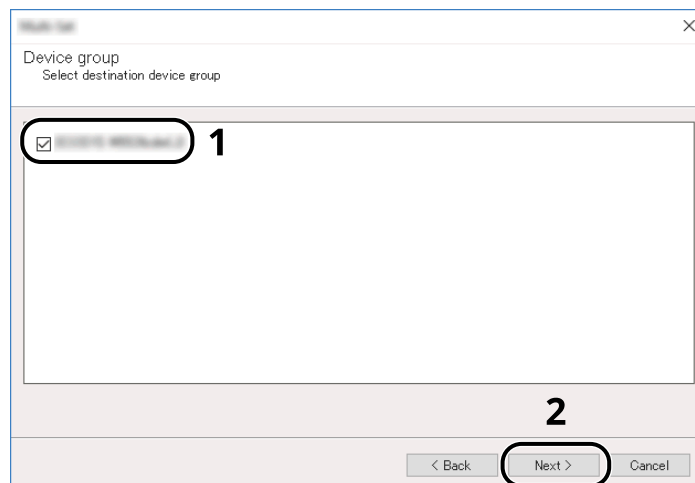 Device group
Select destination device group
1
2
< Back
Next >
Cancel